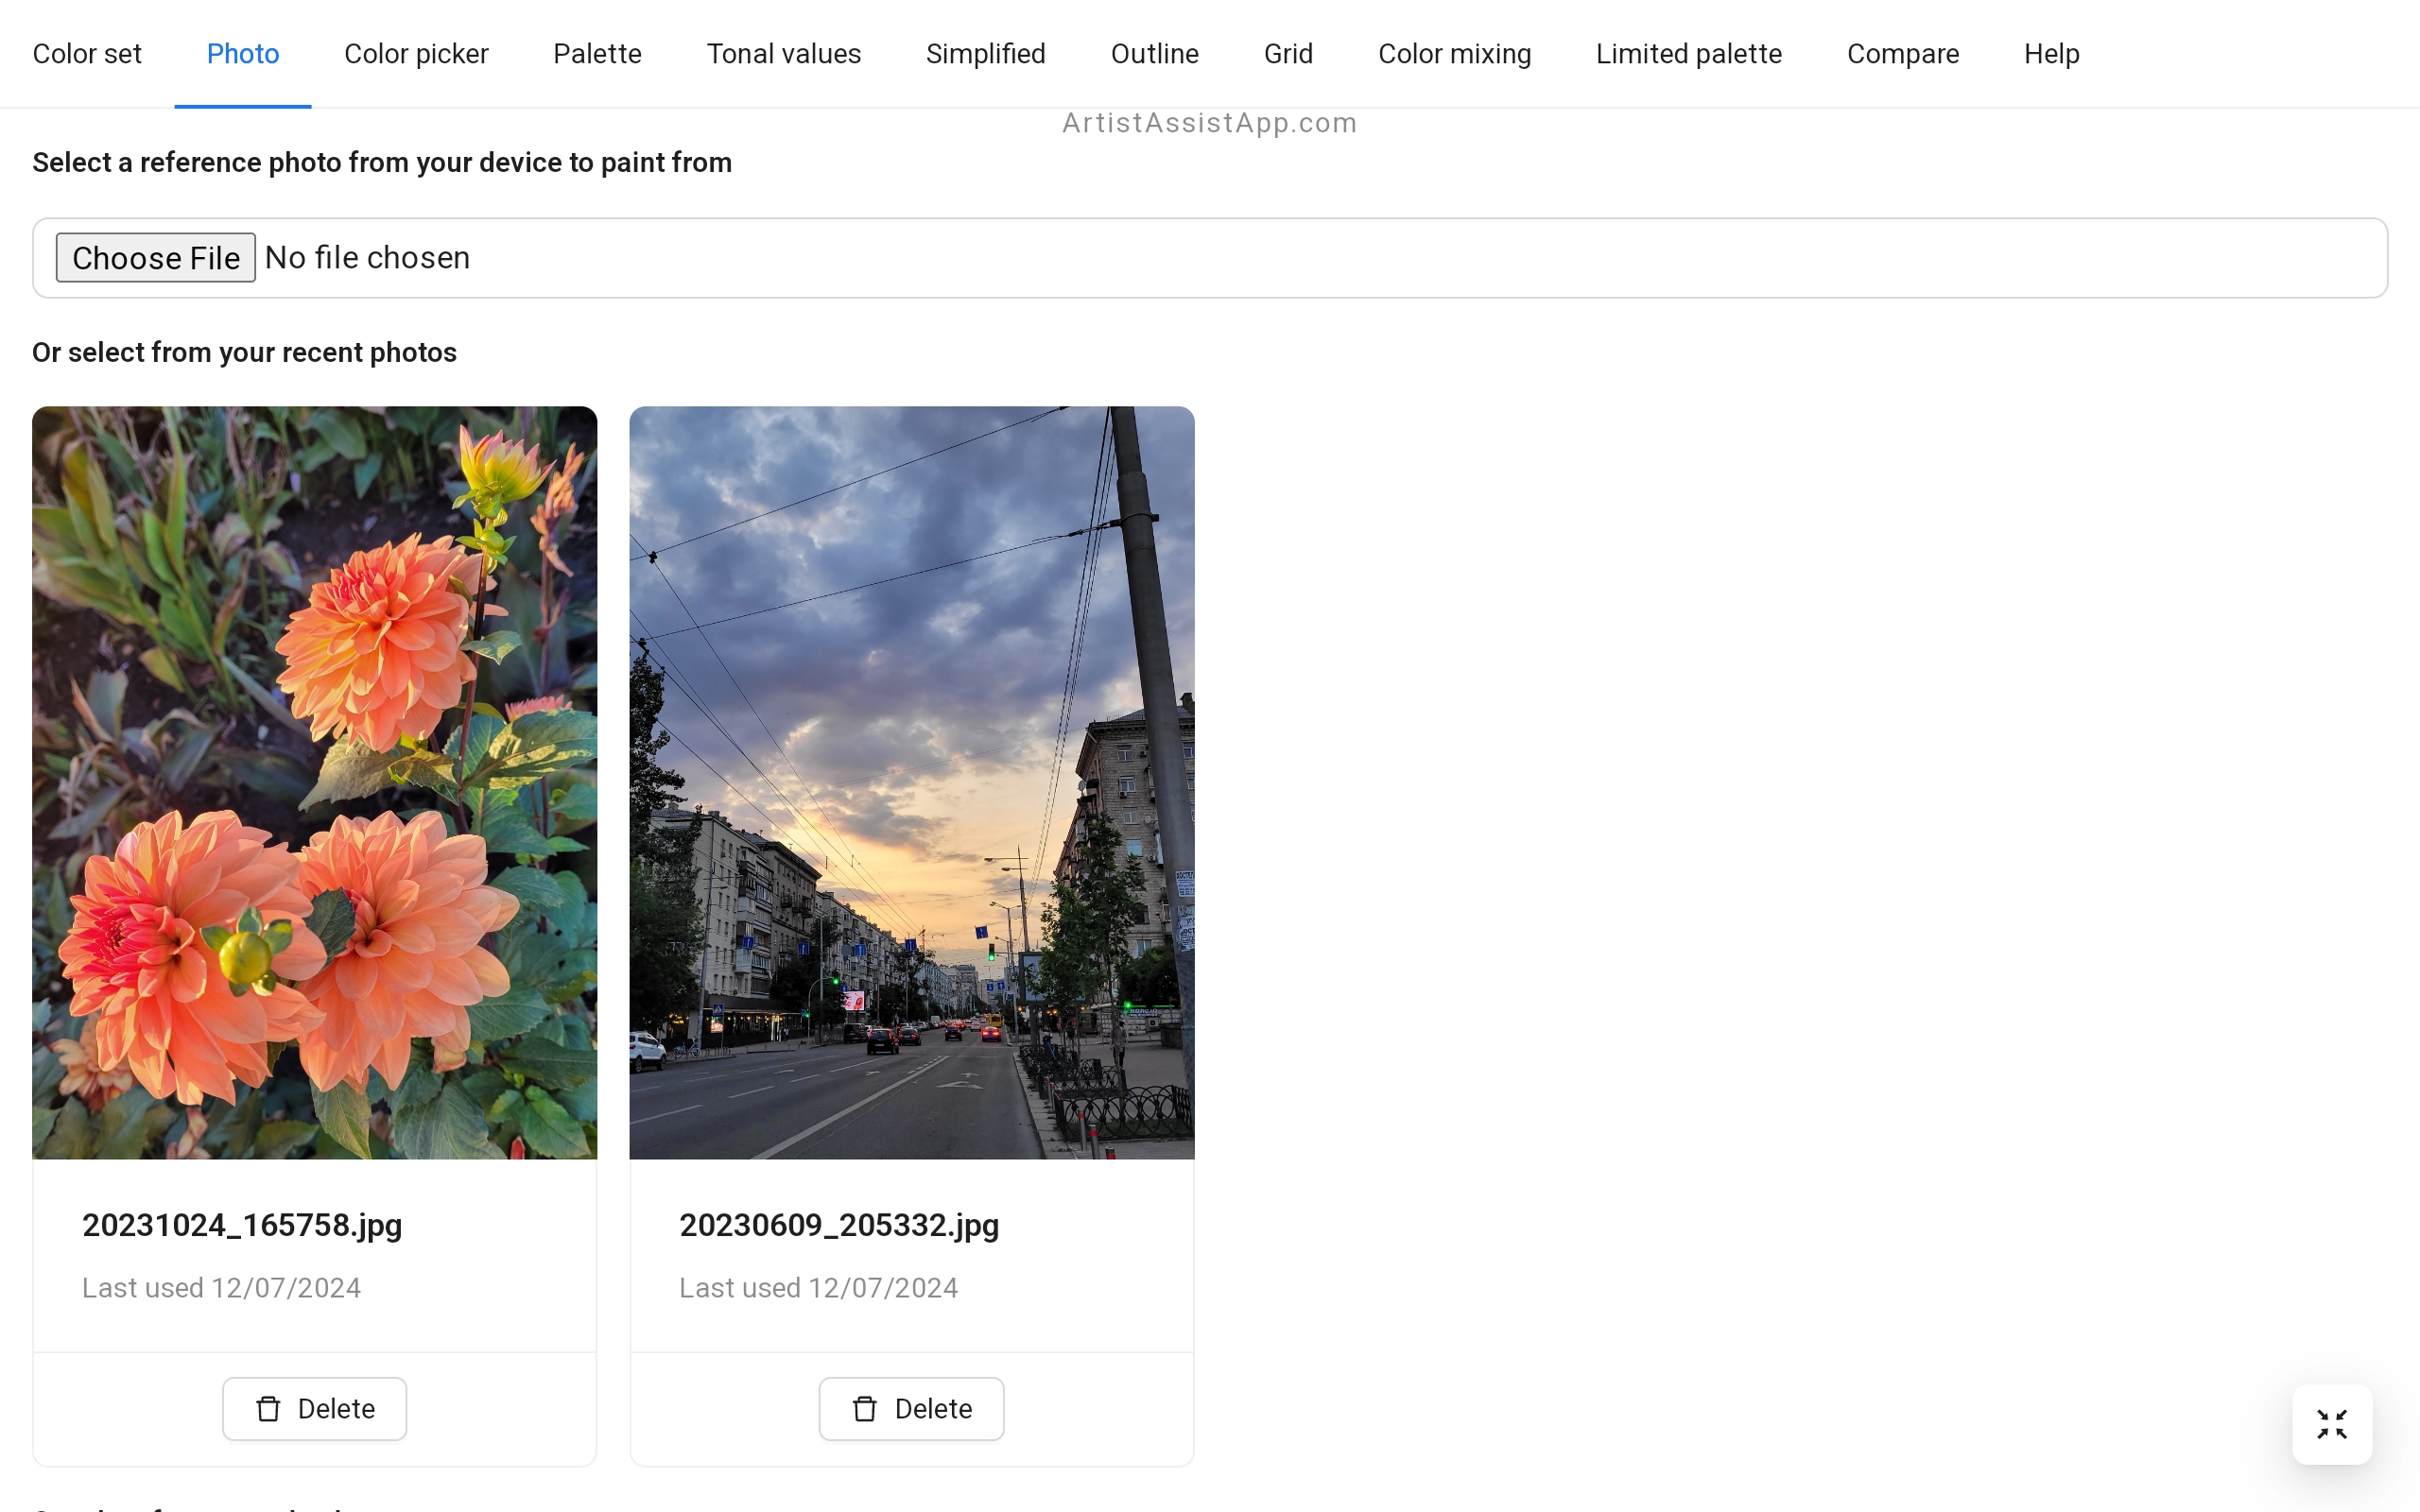 Color set Photo Color picker Palette Tonal values Simplified Outline Grid Color mixing Limited palette Compare Help
ArtistAssistApp.com
Select a reference photo from your device to paint from
Choose File No file chosen
Or select from your recent photos
20231024_165758.jpg 20230609_205332.jpg
Last used 12/07/2024 Last used 12/07/2024
Delete Delete